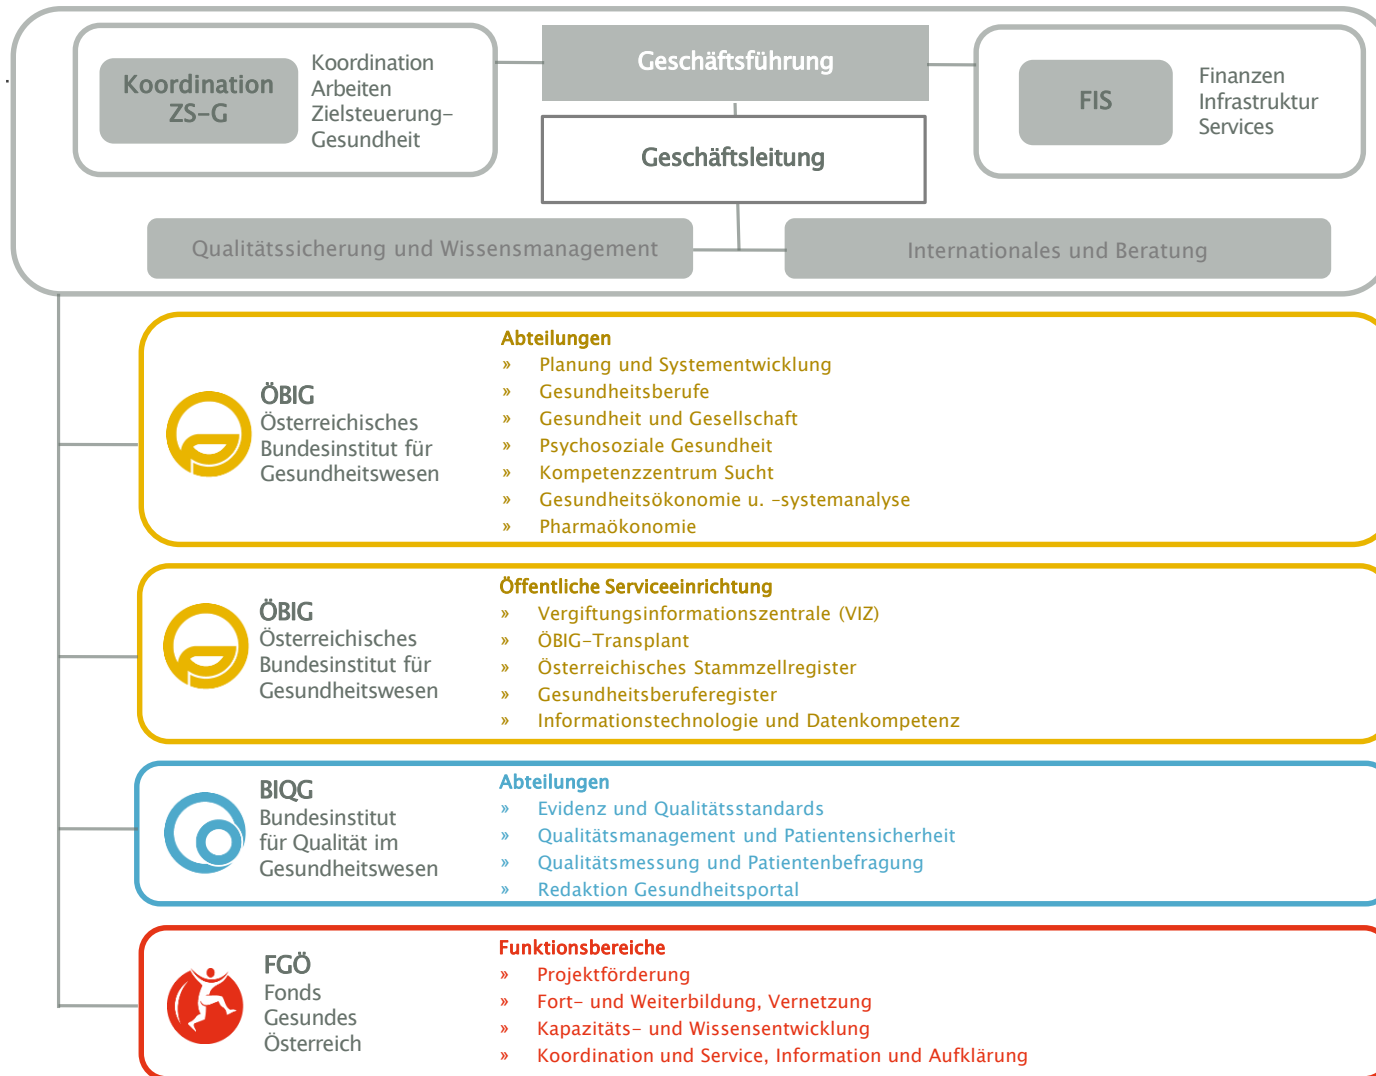 Koordination
ZS-G
Koordination
Arbeiten
Zielsteuerung-
Gesundheit
Geschäftsführung
Geschäftsleitung
FIS
Finanzen
Infrastruktur
Services
Qualitätssicherung und Wissensmanagement
Internationales und Beratung
ÖBIG
Österreichisches
Bundesinstitut für
Gesundheitswesen
Abteilungen
» Planung und Systementwicklung
» Gesundheitsberufe
» Gesundheit und Gesellschaft
» Psychosoziale Gesundheit
» Kompetenzzentrum Sucht
» Gesundheitsökonomie u. -systemanalyse
» Pharmaökonomie
ÖBIG
Österreichisches
Bundesinstitut für
Gesundheitswesen
Öffentliche Serviceeinrichtung
» Vergiftungsinformationszentrale (VIZ)
» ÖBIG-Transplant
» Österreichisches Stammzellregister
» Gesundheitsberuferegister
» Informationstechnologie und Datenkompetenz
BIQG
Bundesinstitut
für Qualität im
Gesundheitswesen
Abteilungen
» Evidenz und Qualitätsstandards
» Qualitätsmanagement und Patientensicherheit
» Qualitätsmessung und Patientenbefragung
» Redaktion Gesundheitsportal
FGÖ
Fonds
Gesundes
Österreich
Funktionsbereiche
» Projektförderung
» Fort- und Weiterbildung, Vernetzung
» Kapazitäts- und Wissensentwicklung
» Koordination und Service, Information und Aufklärung